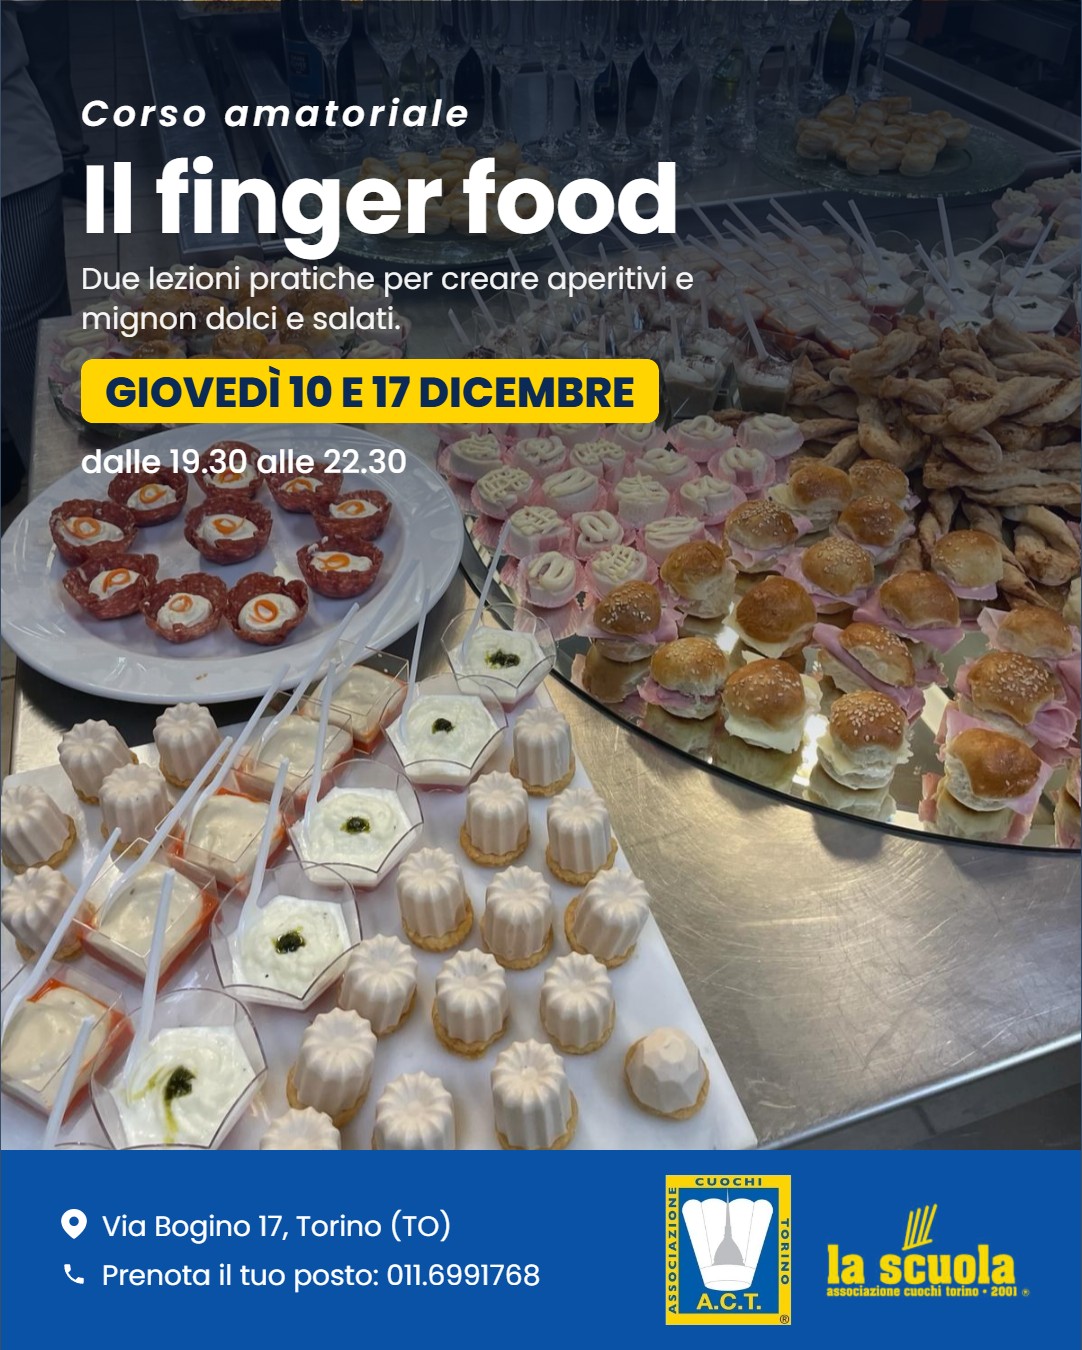 Corso amatoriale
Il finger food
Due lezioni pratiche per creare aperitivi e
mignon dolci e salati.
GIOVEDÌ 10 E 17 DICEMBRE
dalle 19.30 alle 22.30
Via Bogino 17, Torino (TO)
Prenota il tuo posto: 011.6991768
ASSOCIAZIONE
CUOCHI
TORINO
A.C.T.
®
la scuola
associazione cuochi torino • 2001 ®